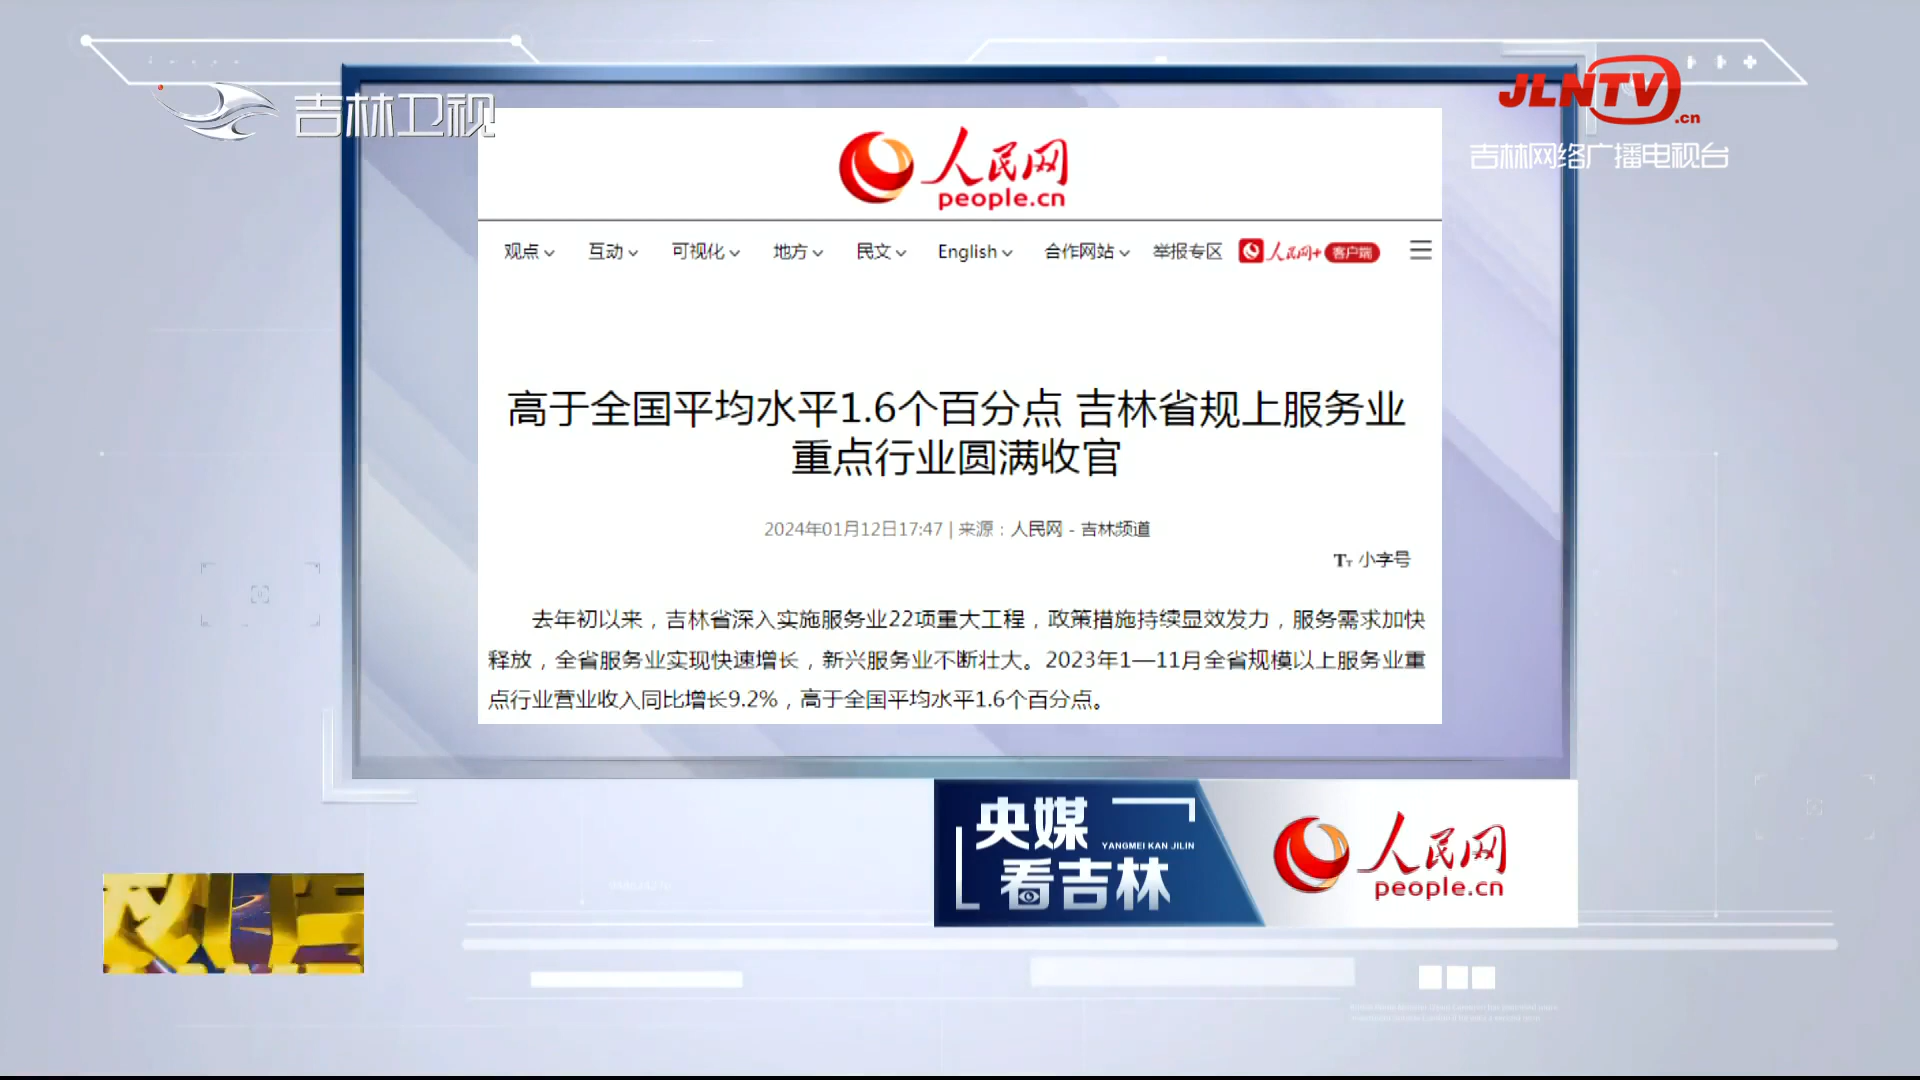 吉林卫视
JLNTV.cn
吉林网络广播电视台
人民网
people.cn
观点 互动 可视化 地方 民文 English 合作网站 举报专区 人民网+ 客户端
高于全国平均水平1.6个百分点 吉林省规上服务业
重点行业圆满收官
2024年01月12日17:47 | 来源：人民网－吉林频道
TT 小字号
去年初以来，吉林省深入实施服务业22项重大工程，政策措施持续显效发力，服务需求加快
释放，全省服务业实现快速增长，新兴服务业不断壮大。2023年1—11月全省规模以上服务业重
点行业营业收入同比增长9.2%，高于全国平均水平1.6个百分点。
央媒
YANGMEI KAN JILIN
看吉林
人民网
people.cn